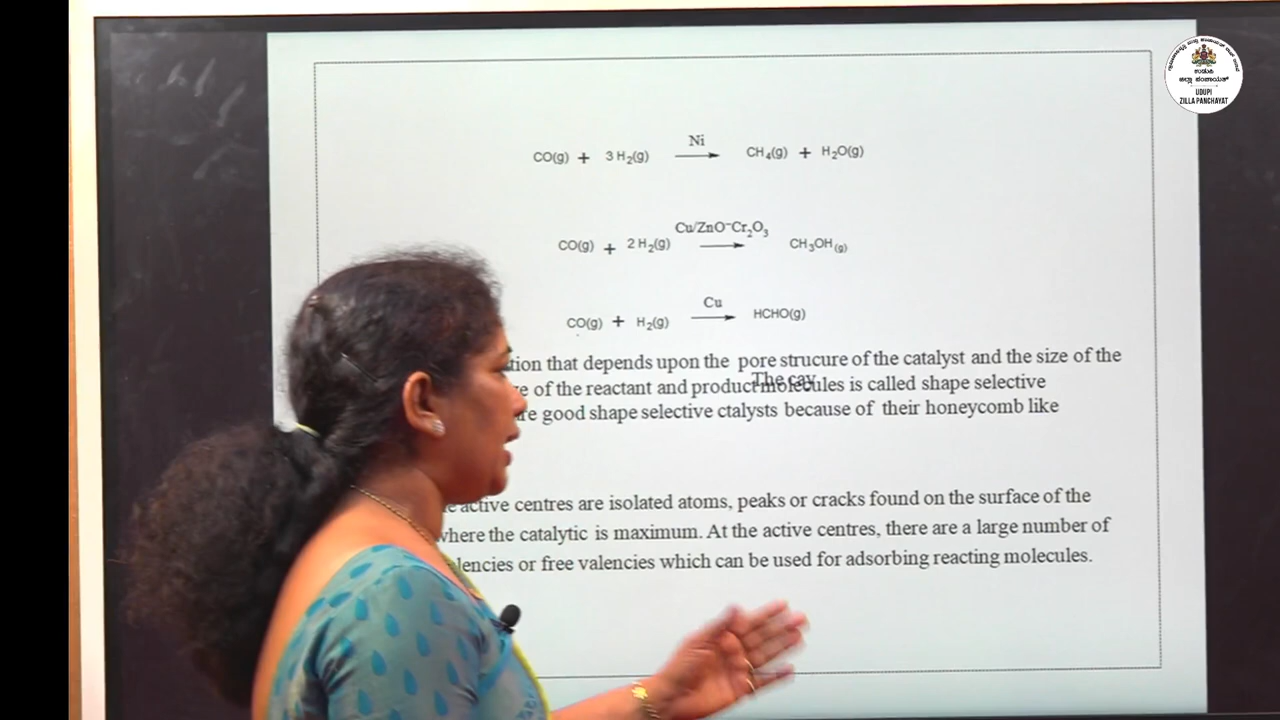 ಉಡುಪಿ
ಜಿಲ್ಲಾ ಪಂಚಾಯತ್
UDUPI
ZILLA PANCHAYAT
Ni
CO(g) + 3 H₂(g) → CH₄(g) + H₂O(g)
Cu/ZnO-Cr₂O₃
CO(g) + 2 H₂(g) → CH₃OH (g)
Cu
CO(g) + H₂(g) → HCHO(g)
that depends upon the pore strucure of the catalyst and the size of the
The cav
of the reactant and product molecules is called shape selective
good shape selective ctalysts because of their honeycomb like
active centres are isolated atoms, peaks or cracks found on the surface of the
where the catalytic is maximum. At the active centres, there are a large number of
or free valencies which can be used for adsorbing reacting molecules.